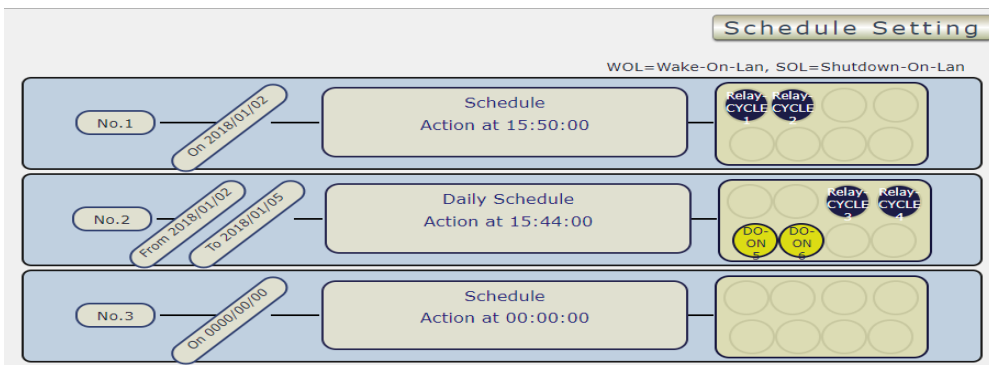 Schedule Setting
WOL=Wake-On-Lan, SOL=Shutdown-On-Lan
No.1
On 2018/01/02
Schedule
Action at 15:50:00
Relay-
CYCLE
1
Relay-
CYCLE
2
No.2
From 2018/01/02
To 2018/01/05
Daily Schedule
Action at 15:44:00
Relay-
CYCLE
3
Relay-
CYCLE
4
DO-
ON
5
DO-
ON
6
No.3
On 0000/00/00
Schedule
Action at 00:00:00